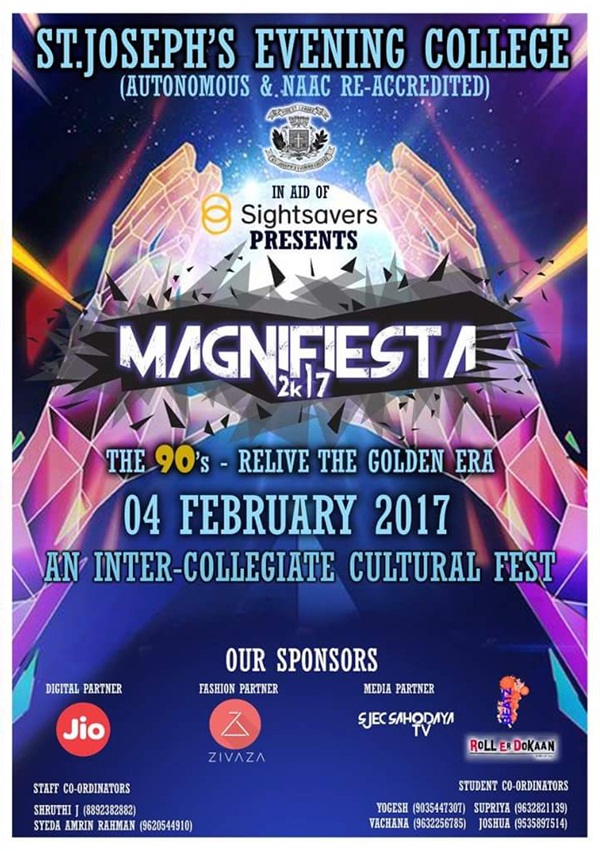 ST.JOSEPH'S EVENING COLLEGE
(AUTONOMOUS & NAAC RE-ACCREDITED)
IN AID OF
Sightsavers
PRESENTS
MAGNIFIESTA
2k17
THE 90's - RELIVE THE GOLDEN ERA
04 FEBRUARY 2017
AN INTER-COLLEGIATE CULTURAL FEST
OUR SPONSORS
DIGITAL PARTNER
Jio
FASHION PARTNER
ZIVAZA
MEDIA PARTNER
SJEC SAHODAYA
TV
ROLL ER DOKAAN
STAFF CO-ORDINATORS
SHRUTHI J (8892382882)
SYEDA AMRIN RAHMAN (9620544910)
STUDENT CO-ORDINATORS
YOGESH (9035447307) SUPRIYA (9632821139)
VACHANA (9632256785) JOSHUA (9535897514)